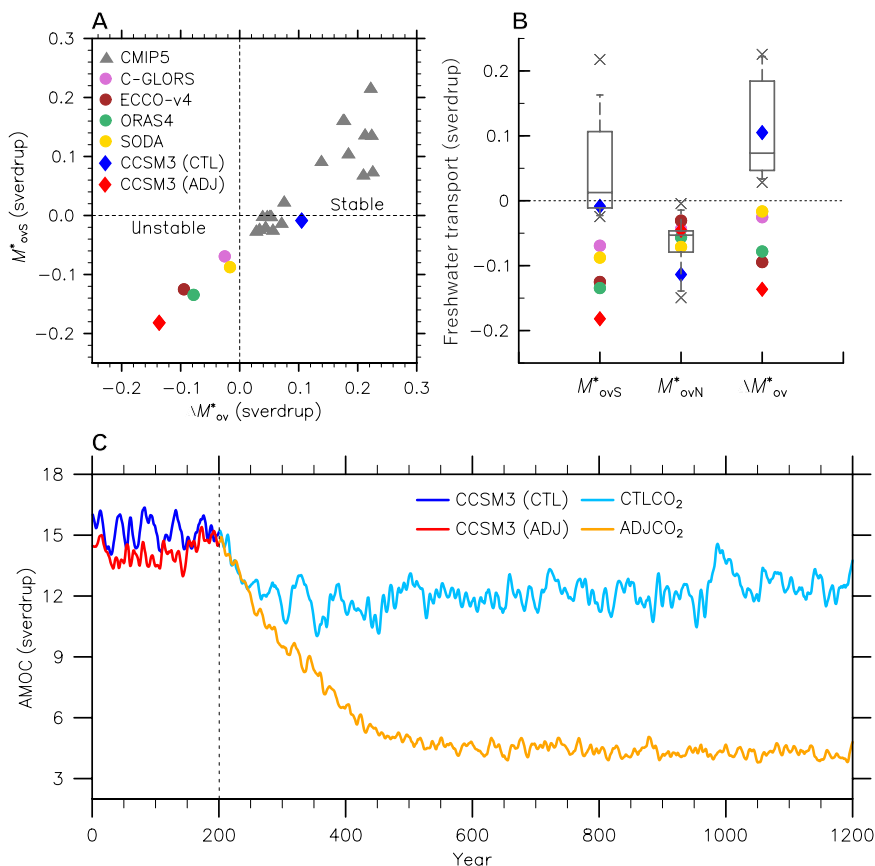 A
0.3
0.2
0.1
0.0
−0.1
−0.2
M*ovS (sverdrup)
CMIP5
C-GLORS
ECCO-v4
ORAS4
SODA
CCSM3 (CTL)
CCSM3 (ADJ)
Unstable
Stable
−0.2 −0.1 0.0 0.1 0.2 0.3
\M*ov (sverdrup)
B
0.2
0.1
0
−0.1
−0.2
Freshwater transport (sverdrup)
M*ovS M*ovN \M*ov
C
18
15
12
9
6
3
AMOC (sverdrup)
CCSM3 (CTL) CTLCO₂
CCSM3 (ADJ) ADJCO₂
0 200 400 600 800 1000 1200
Year